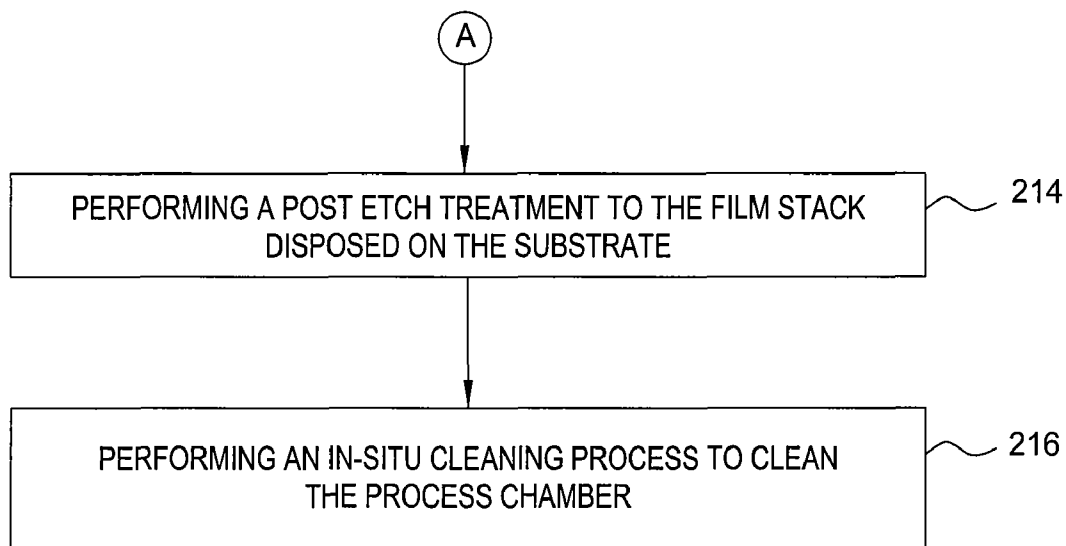 A
PERFORMING A POST ETCH TREATMENT TO THE FILM STACK
DISPOSED ON THE SUBSTRATE
214
PERFORMING AN IN-SITU CLEANING PROCESS TO CLEAN
THE PROCESS CHAMBER
216